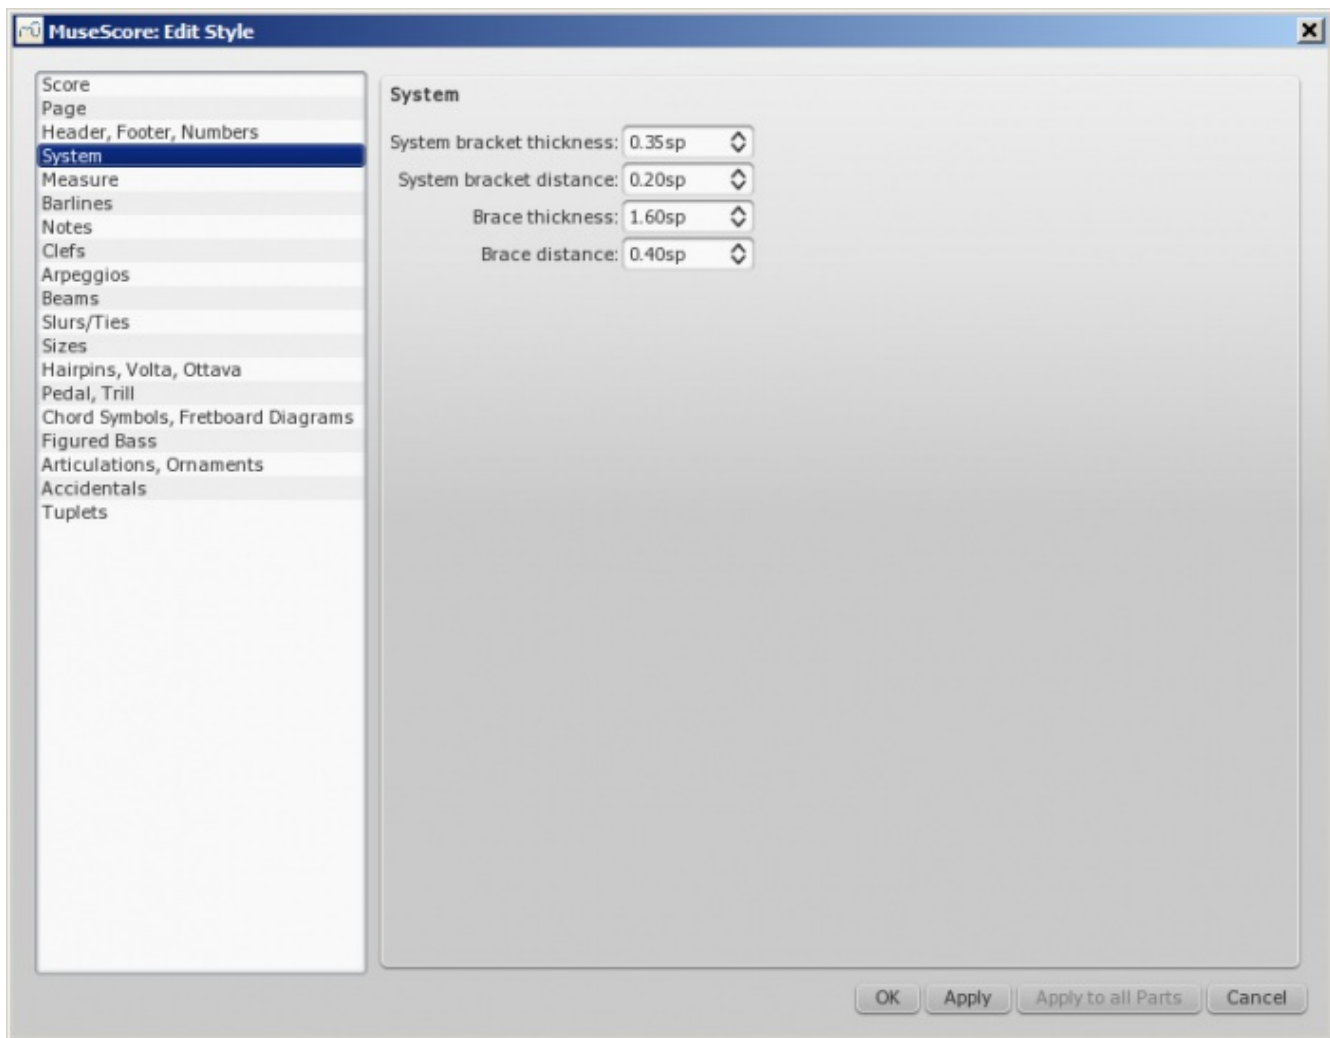 MuseScore: Edit Style
Score
Page
Header, Footer, Numbers
System
Measure
Barlines
Notes
Clefs
Arpeggios
Beams
Slurs/Ties
Sizes
Hairpins, Volta, Ottava
Pedal, Trill
Chord Symbols, Fretboard Diagrams
Figured Bass
Articulations, Ornaments
Accidentals
Tuplets
System
System bracket thickness: 0.35sp
System bracket distance: 0.20sp
Brace thickness: 1.60sp
Brace distance: 0.40sp
OK Apply Apply to all Parts Cancel